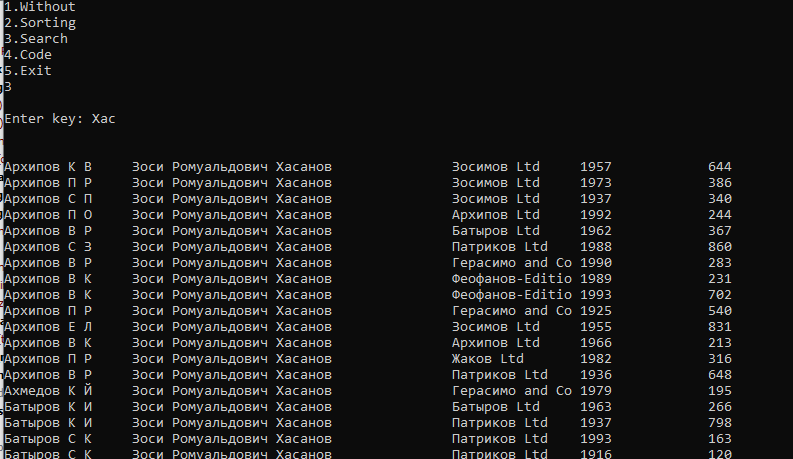 1.Without
2.Sorting
3.Search
4.Code
5.Exit
3
Enter key: Хас
Архипов К В Зоси Ромуальдович Хасанов Зосимов Ltd 1957 644
Архипов П Р Зоси Ромуальдович Хасанов Зосимов Ltd 1973 386
Архипов С П Зоси Ромуальдович Хасанов Зосимов Ltd 1937 340
Архипов П О Зоси Ромуальдович Хасанов Архипов Ltd 1992 244
Архипов В Р Зоси Ромуальдович Хасанов Батыров Ltd 1962 367
Архипов С З Зоси Ромуальдович Хасанов Патриков Ltd 1988 860
Архипов В Р Зоси Ромуальдович Хасанов Герасимо and Co 1990 283
Архипов В К Зоси Ромуальдович Хасанов Феофанов-Editio 1989 231
Архипов В К Зоси Ромуальдович Хасанов Феофанов-Editio 1993 702
Архипов П Р Зоси Ромуальдович Хасанов Герасимо and Co 1925 540
Архипов Е Л Зоси Ромуальдович Хасанов Зосимов Ltd 1955 831
Архипов В К Зоси Ромуальдович Хасанов Архипов Ltd 1966 213
Архипов П Р Зоси Ромуальдович Хасанов Жаков Ltd 1982 316
Архипов В Р Зоси Ромуальдович Хасанов Патриков Ltd 1936 648
Ахмедов К Й Зоси Ромуальдович Хасанов Герасимо and Co 1979 195
Батыров К И Зоси Ромуальдович Хасанов Батыров Ltd 1963 266
Батыров К И Зоси Ромуальдович Хасанов Патриков Ltd 1937 798
Батыров С К Зоси Ромуальдович Хасанов Патриков Ltd 1993 163
Батыров С К Зоси Ромуальдович Хасанов Патриков Ltd 1916 120